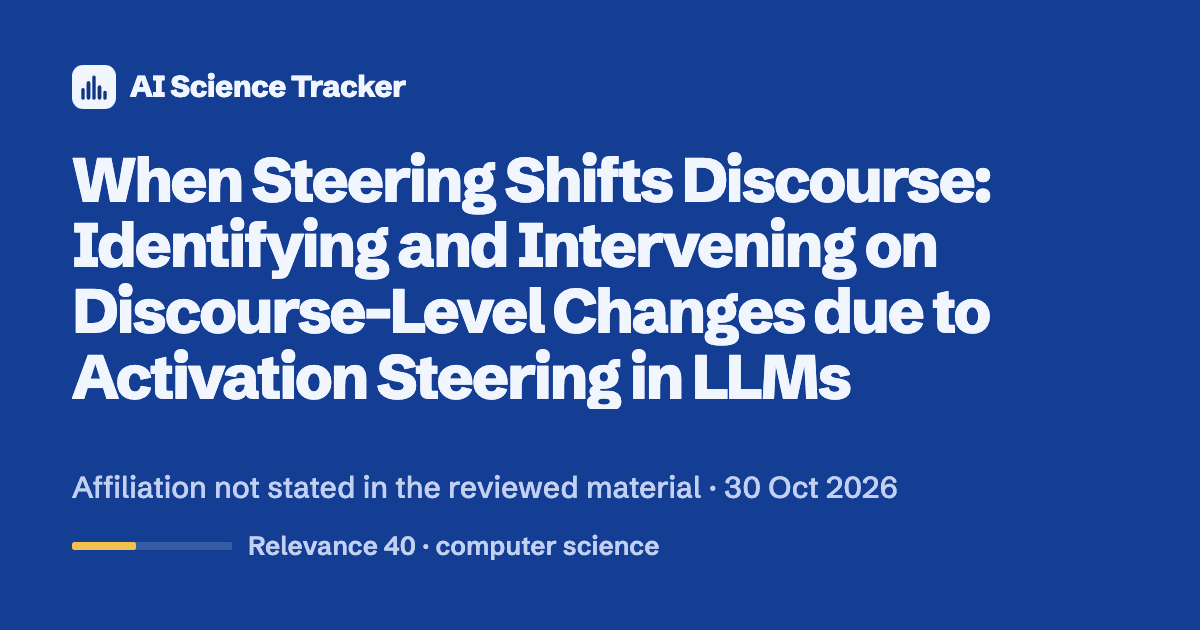 AI Science Tracker
When Steering Shifts Discourse:
Identifying and Intervening on
Discourse-Level Changes due to
Activation Steering in LLMs
Affiliation not stated in the reviewed material · 30 Oct 2026
Relevance 40 · computer science